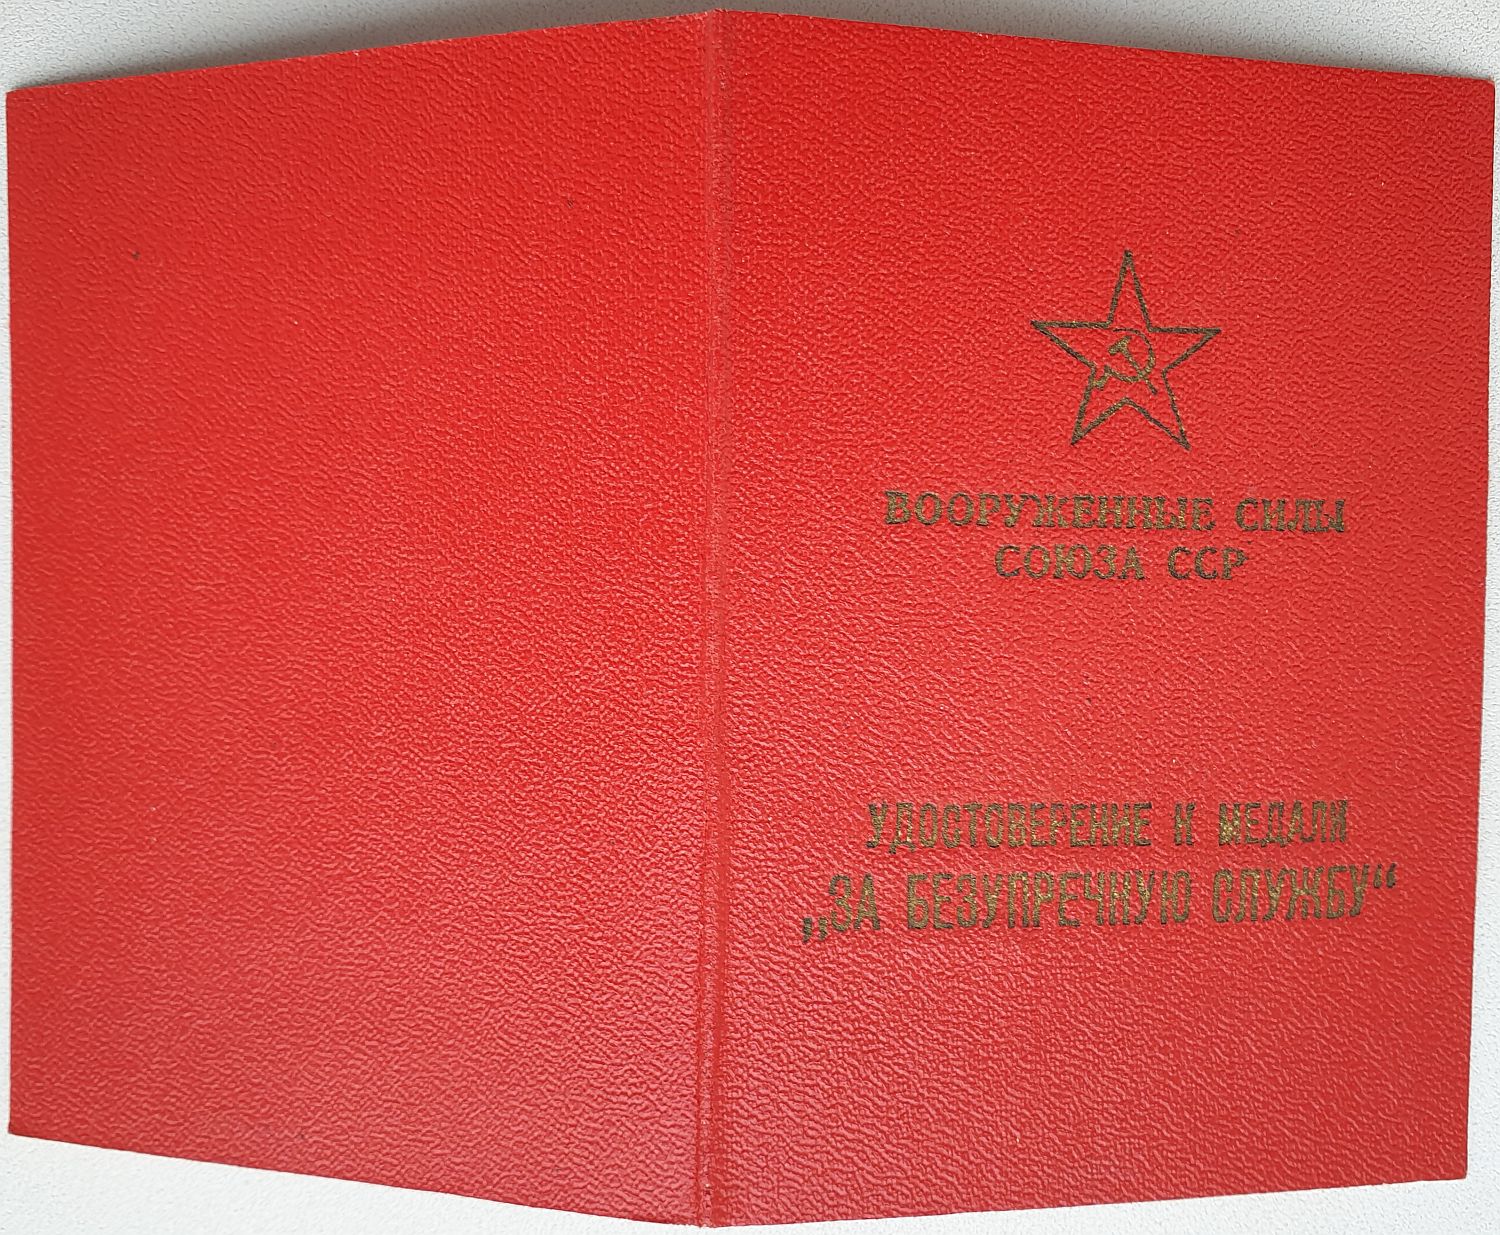 ВООРУЖЕННЫЕ СИЛЫ
СОЮЗА ССР
УДОСТОВЕРЕНИЕ К МЕДАЛИ
„ЗА БЕЗУПРЕЧНУЮ СЛУЖБУ“